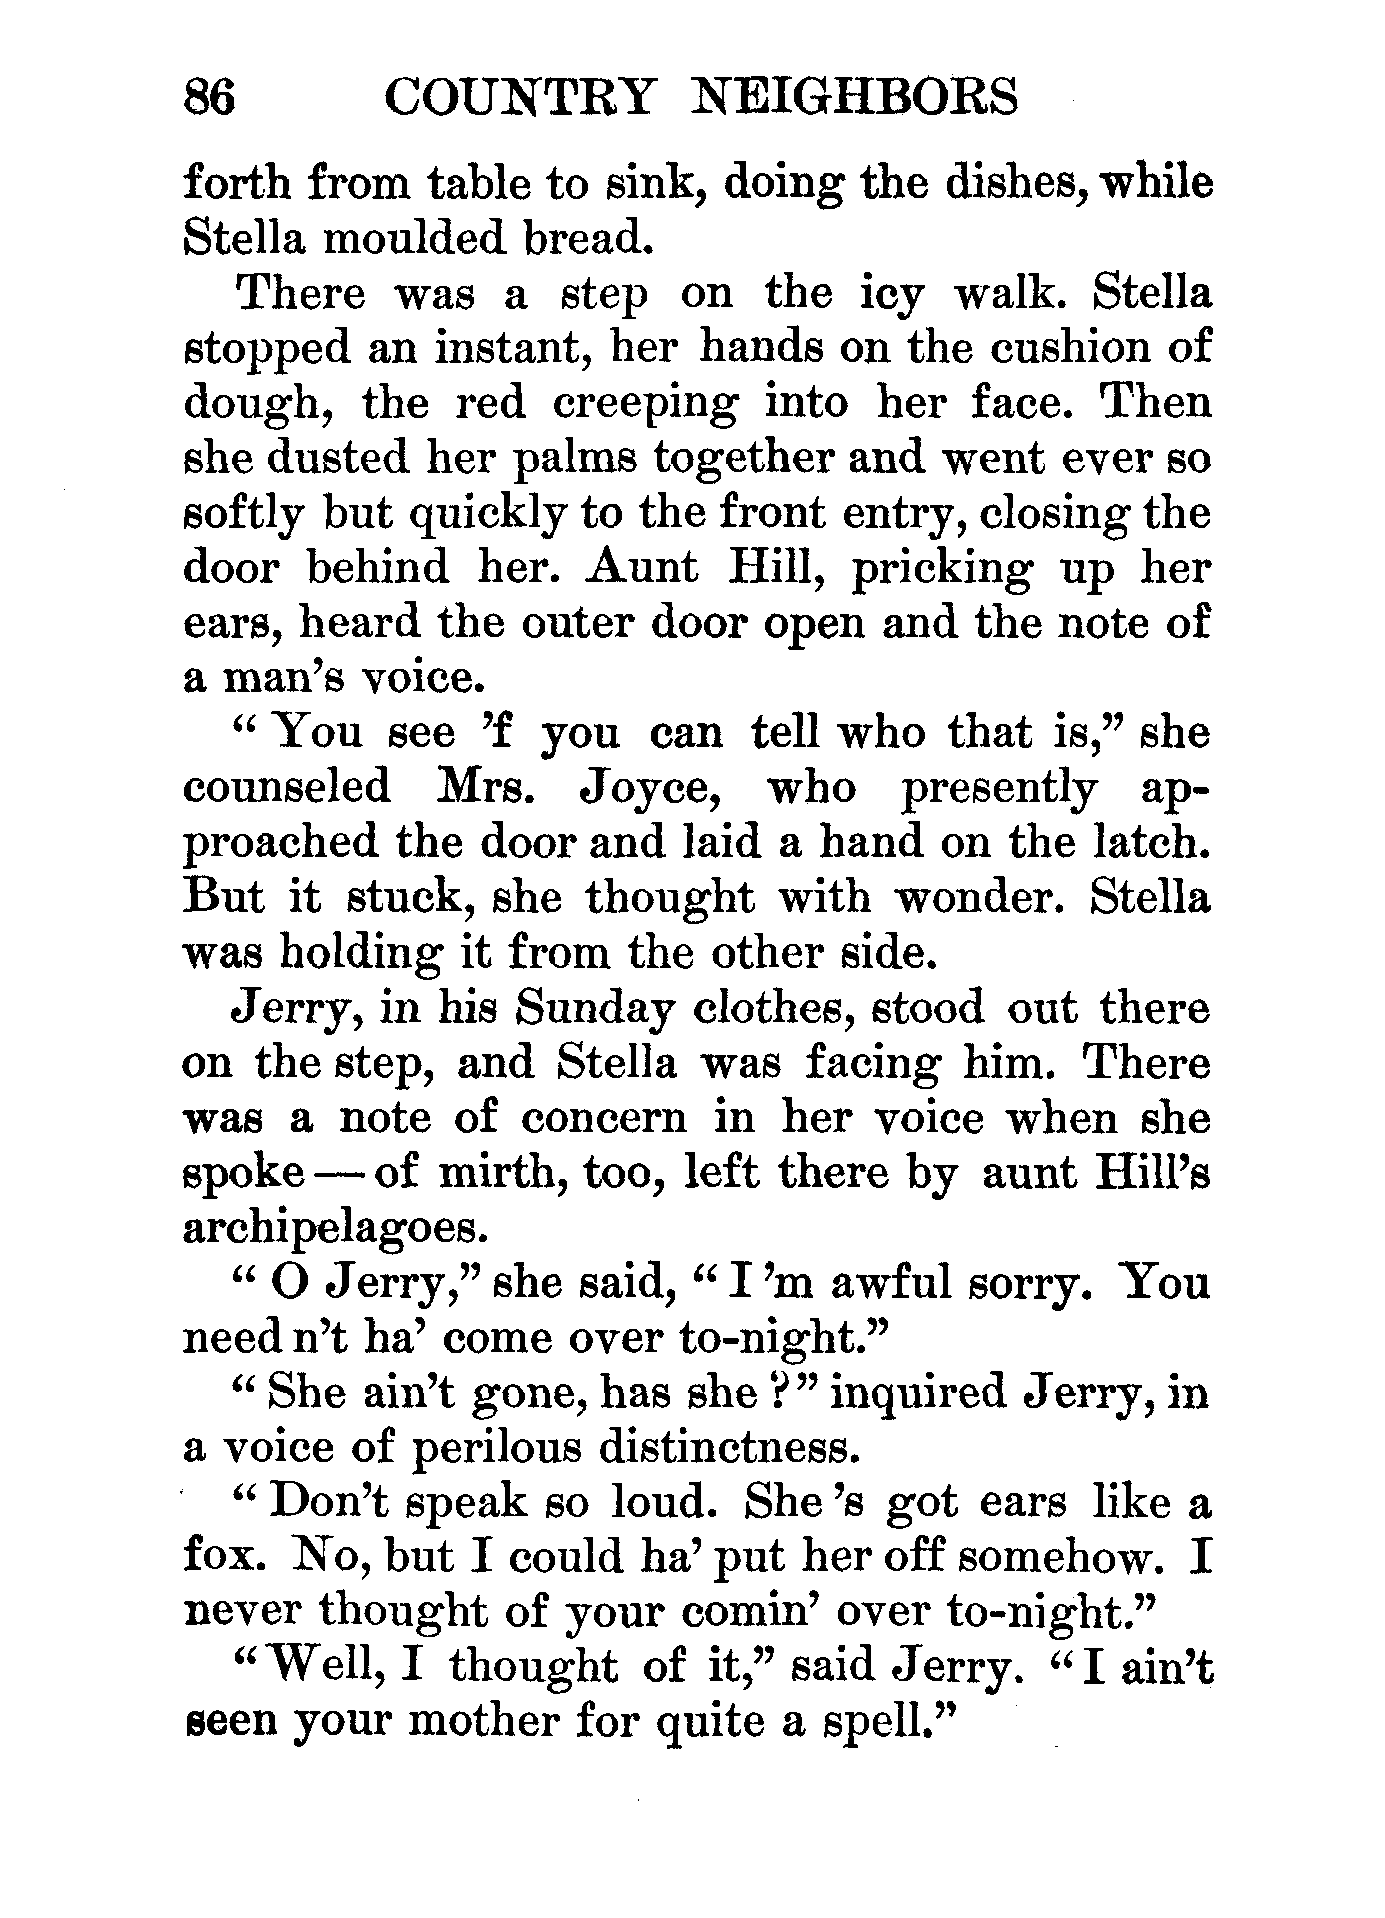 86 COUNTRY NEIGHBORS
forth from table to sink, doing the dishes, while
Stella moulded bread.
There was a step on the icy walk. Stella
stopped an instant, her hands on the cushion of
dough, the red creeping into her face. Then
she dusted her palms together and went ever so
softly but quickly to the front entry, closing the
door behind her. Aunt Hill, pricking up her
ears, heard the outer door open and the note of
a man's voice.
“ You see ’f you can tell who that is,” she
counseled Mrs. Joyce, who presently ap-
proached the door and laid a hand on the latch.
But it stuck, she thought with wonder. Stella
was holding it from the other side.
Jerry, in his Sunday clothes, stood out there
on the step, and Stella was facing him. There
was a note of concern in her voice when she
spoke — of mirth, too, left there by aunt Hill’s
archipelagoes.
“ O Jerry,” she said, “ I ’m awful sorry. You
need n’t ha’ come over to-night.”
“ She ain’t gone, has she ?” inquired Jerry, in
a voice of perilous distinctness.
“ Don’t speak so loud. She ’s got ears like a
fox. No, but I could ha’ put her off somehow. I
never thought of your comin’ over to-night.”
“ Well, I thought of it,” said Jerry. “ I ain’t
seen your mother for quite a spell.”